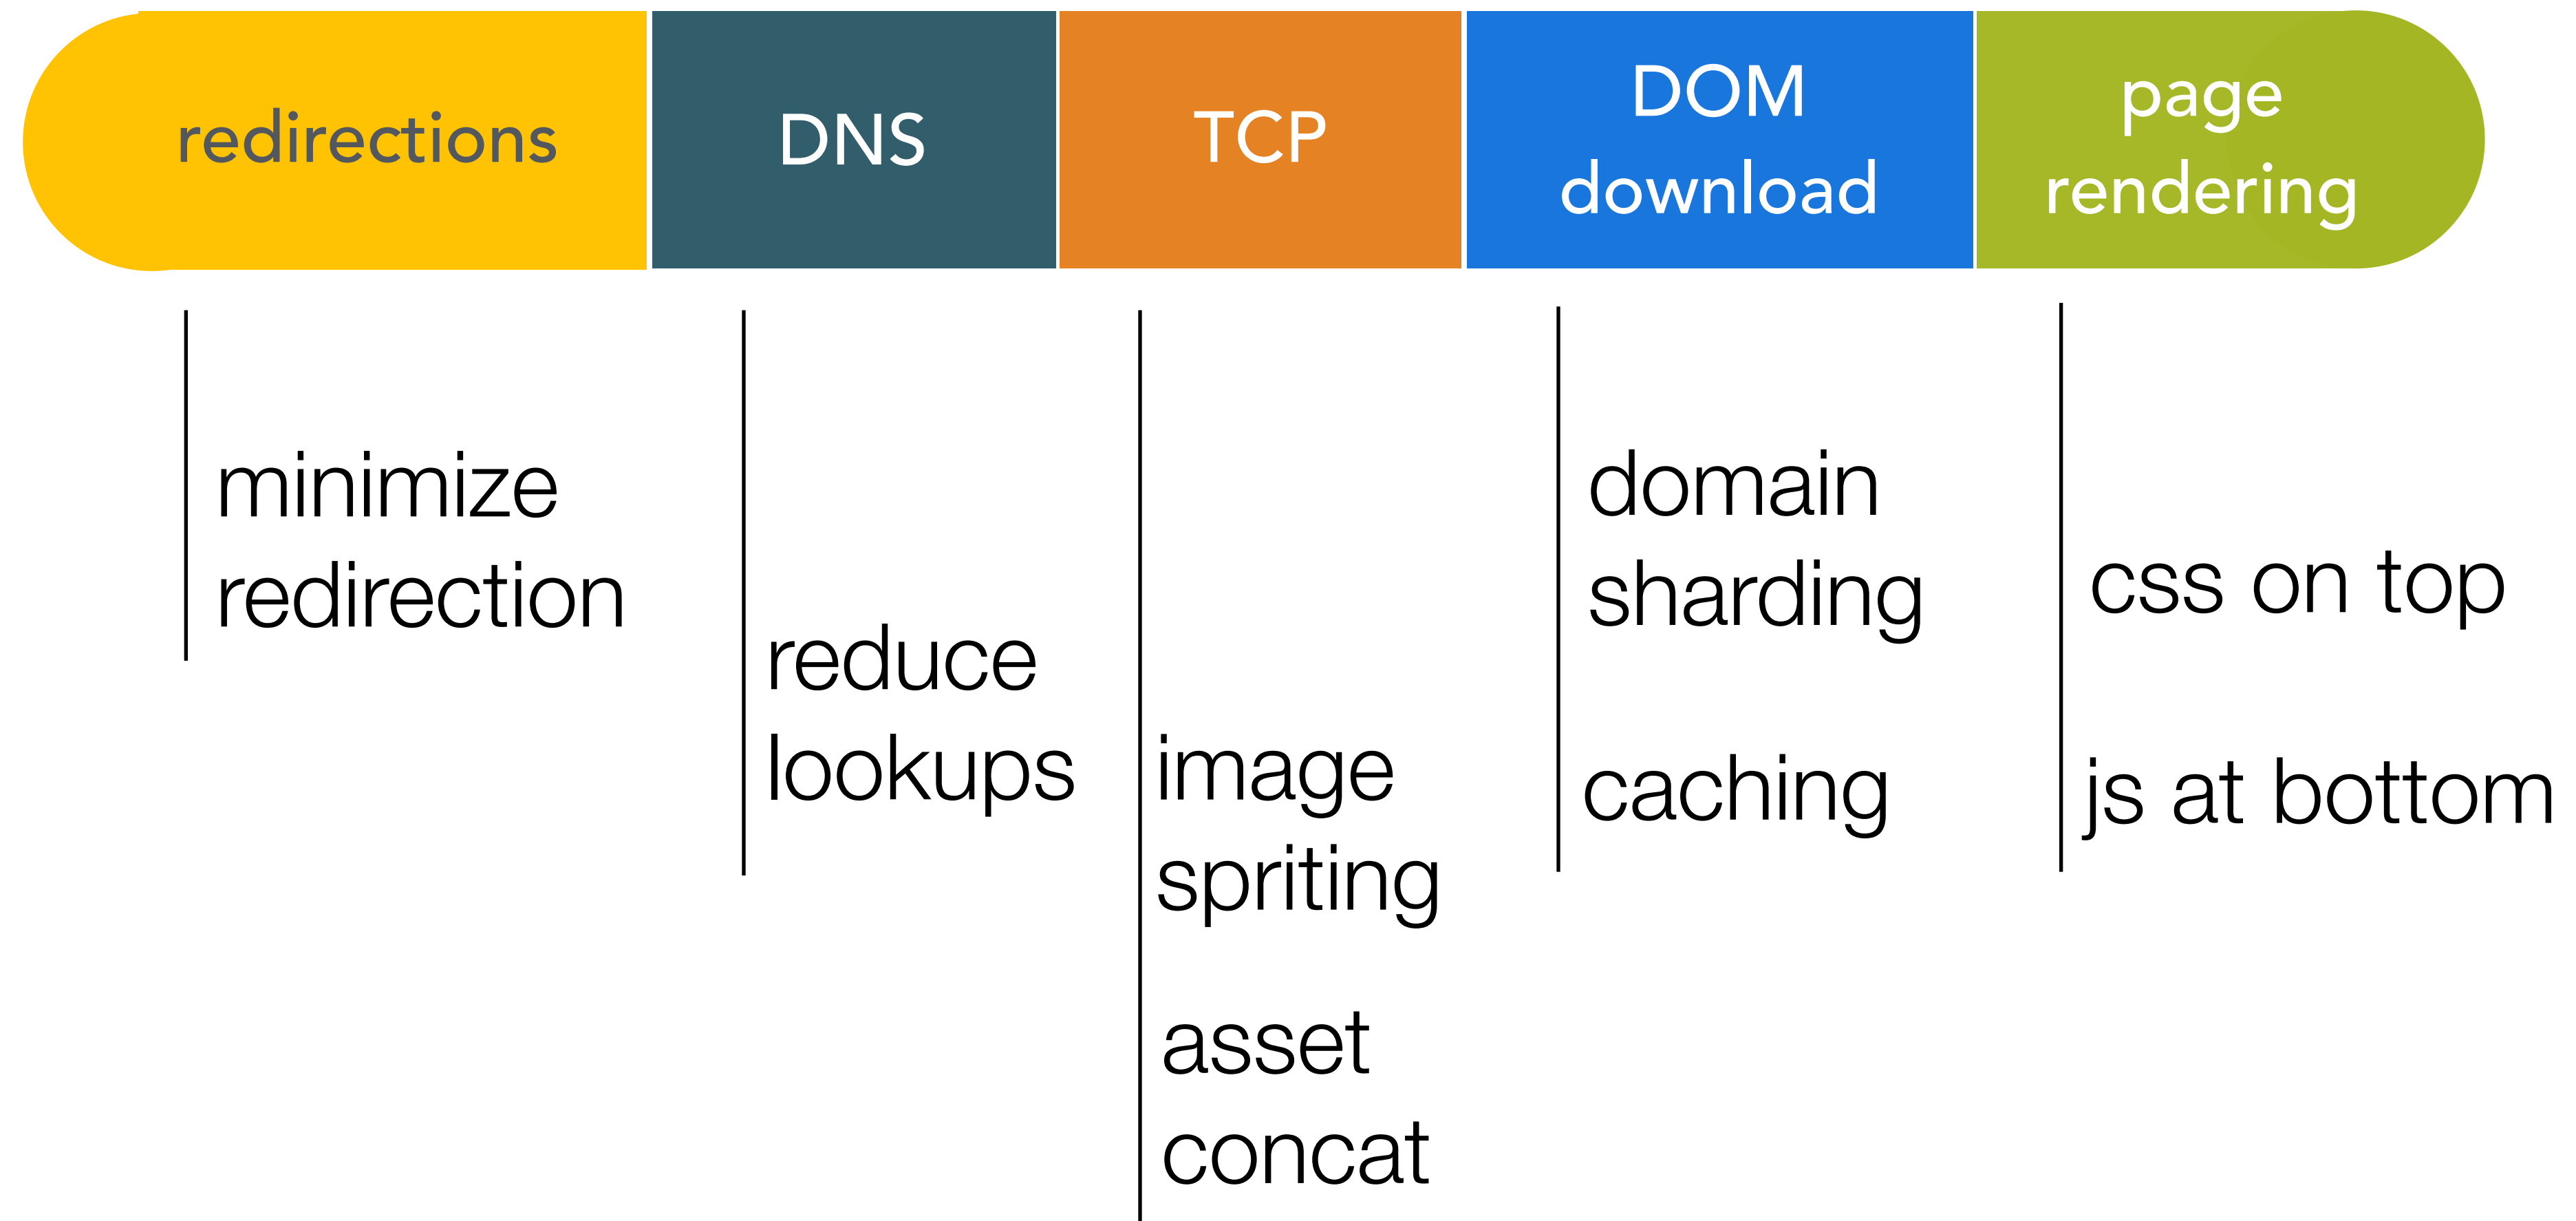 redirections
DNS
TCP
DOM
download
page
rendering
minimize
redirection
reduce
lookups
image
spriting
asset
concat
domain
sharding
caching
css on top
js at bottom